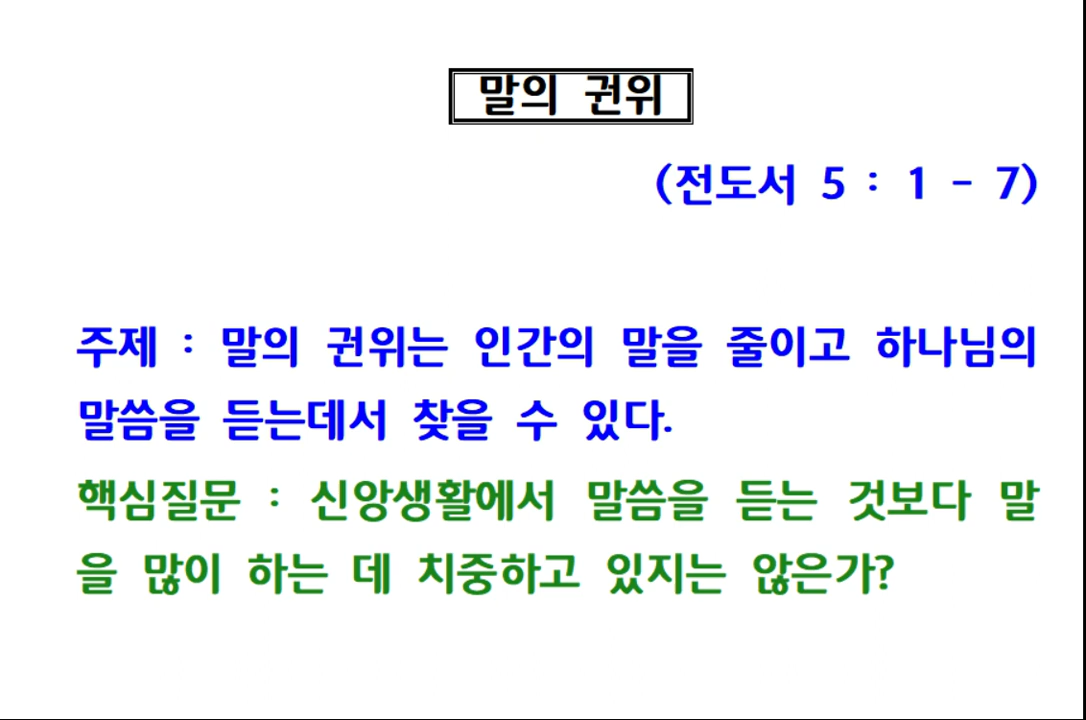 말의 권위
(전도서 5 : 1 - 7)
주제 : 말의 권위는 인간의 말을 줄이고 하나님의
말씀을 듣는데서 찾을 수 있다.
핵심질문 : 신앙생활에서 말씀을 듣는 것보다 말
을 많이 하는 데 치중하고 있지는 않은가?